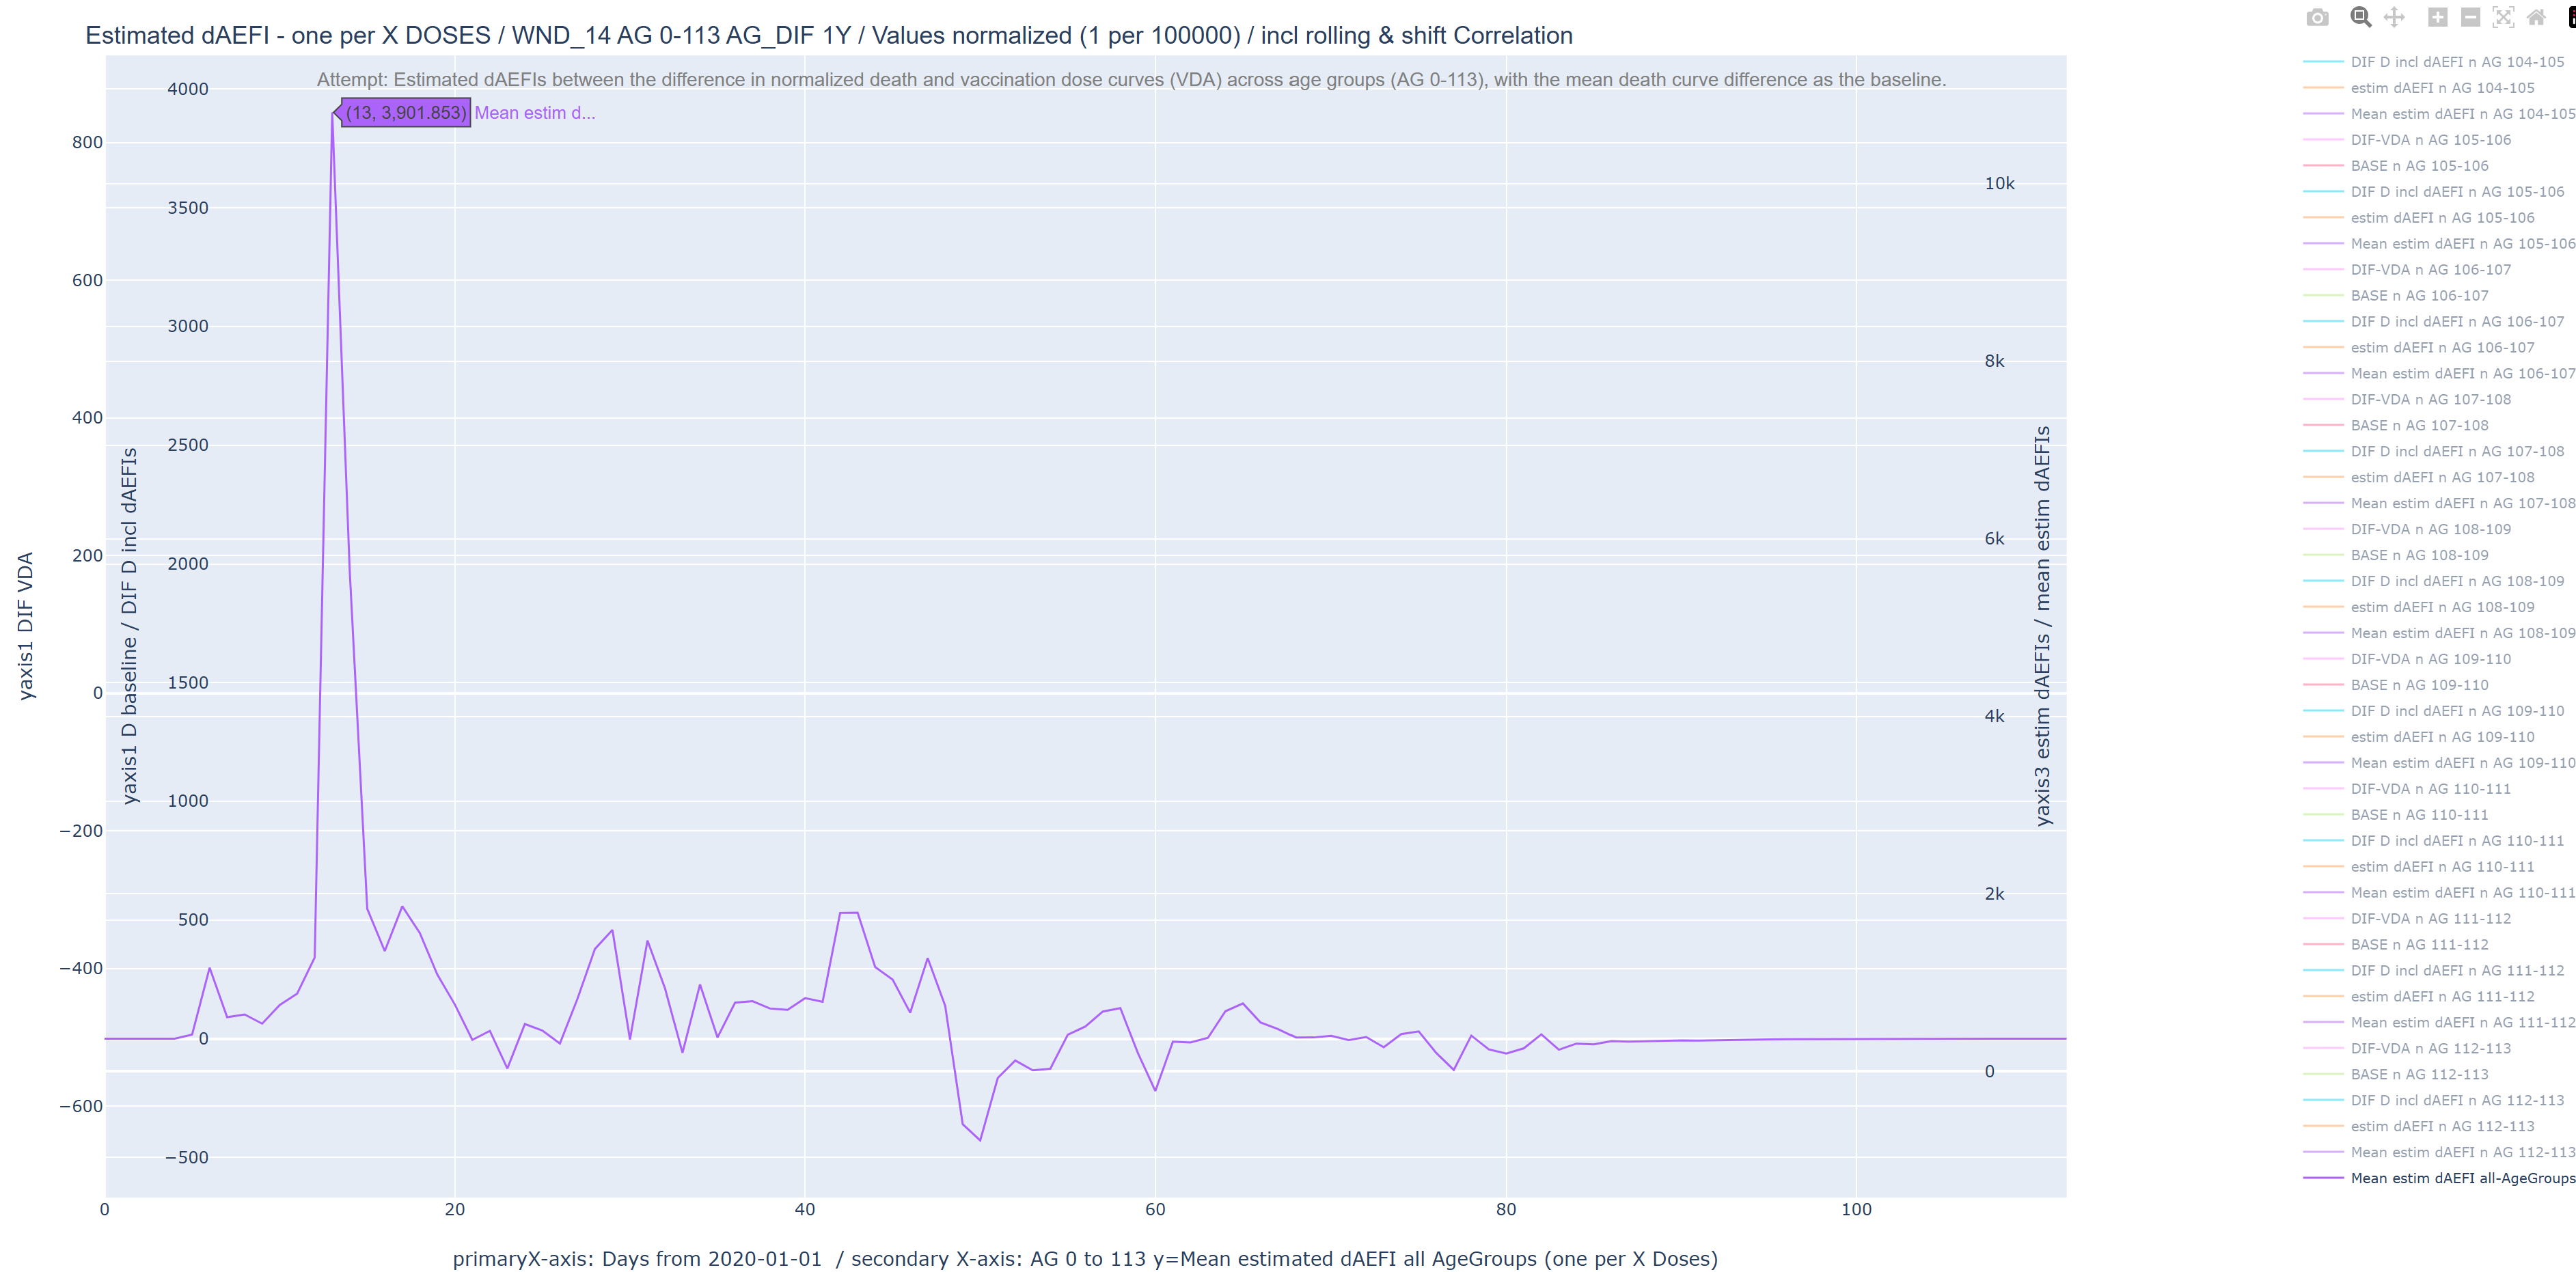 Estimated dAEFI - one per X DOSES / WND_14 AG 0-113 AG_DIF 1Y / Values normalized (1 per 100000) / incl rolling & shift Correlation
Attempt: Estimated dAEFIs between the difference in normalized death and vaccination dose curves (VDA) across age groups (AG 0-113), with the mean death curve difference as the baseline.
(13, 3,901.853) Mean estim d...
yaxis1 DIF VDA
800
600
400
200
0
−200
−400
−600
yaxis1 D baseline / DIF D incl dAEFIs
4000
3500
3000
2500
2000
1500
1000
500
0
−500
10k
8k
6k
4k
2k
0
yaxis3 estim dAEFIs / mean estim dAEFIs
0 20 40 60 80 100
primaryX-axis: Days from 2020-01-01 / secondary X-axis: AG 0 to 113 y=Mean estimated dAEFI all AgeGroups (one per X Doses)
DIF D incl dAEFI n AG 104-105
estim dAEFI n AG 104-105
Mean estim dAEFI n AG 104-105
DIF-VDA n AG 105-106
BASE n AG 105-106
DIF D incl dAEFI n AG 105-106
estim dAEFI n AG 105-106
Mean estim dAEFI n AG 105-106
DIF-VDA n AG 106-107
BASE n AG 106-107
DIF D incl dAEFI n AG 106-107
estim dAEFI n AG 106-107
Mean estim dAEFI n AG 106-107
DIF-VDA n AG 107-108
BASE n AG 107-108
DIF D incl dAEFI n AG 107-108
estim dAEFI n AG 107-108
Mean estim dAEFI n AG 107-108
DIF-VDA n AG 108-109
BASE n AG 108-109
DIF D incl dAEFI n AG 108-109
estim dAEFI n AG 108-109
Mean estim dAEFI n AG 108-109
DIF-VDA n AG 109-110
BASE n AG 109-110
DIF D incl dAEFI n AG 109-110
estim dAEFI n AG 109-110
Mean estim dAEFI n AG 109-110
DIF-VDA n AG 110-111
BASE n AG 110-111
DIF D incl dAEFI n AG 110-111
estim dAEFI n AG 110-111
Mean estim dAEFI n AG 110-111
DIF-VDA n AG 111-112
BASE n AG 111-112
DIF D incl dAEFI n AG 111-112
estim dAEFI n AG 111-112
Mean estim dAEFI n AG 111-112
DIF-VDA n AG 112-113
BASE n AG 112-113
DIF D incl dAEFI n AG 112-113
estim dAEFI n AG 112-113
Mean estim dAEFI n AG 112-113
Mean estim dAEFI all-AgeGroups